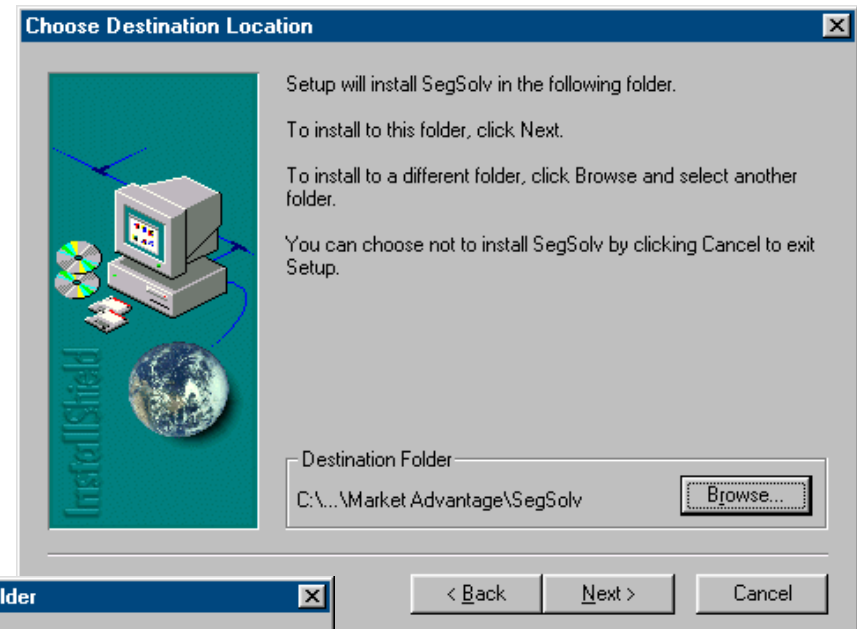 Choose Destination Location
Setup will install SegSolv in the following folder.
To install to this folder, click Next.
To install to a different folder, click Browse and select another
folder.
You can choose not to install SegSolv by clicking Cancel to exit
Setup.
InstallShield
Destination Folder
C:\...\Market Advantage\SegSolv
Browse...
< Back
Next >
Cancel
lder